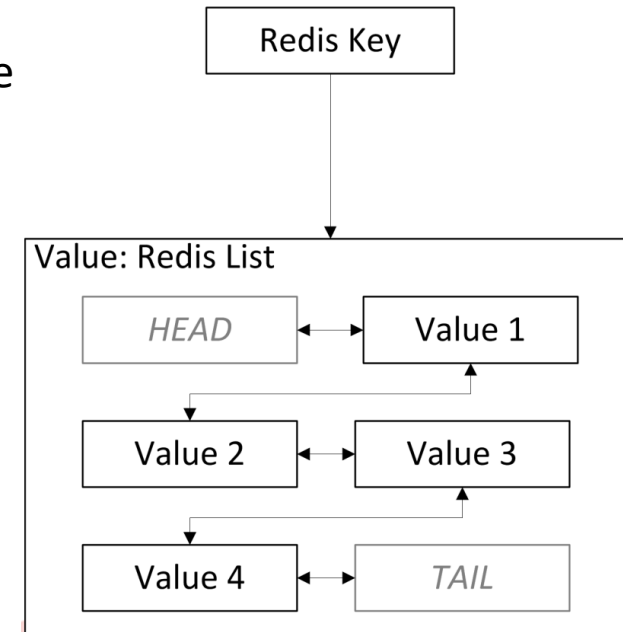 Redis Key
e
Value: Redis List
HEAD
Value 1
Value 2
Value 3
Value 4
TAIL